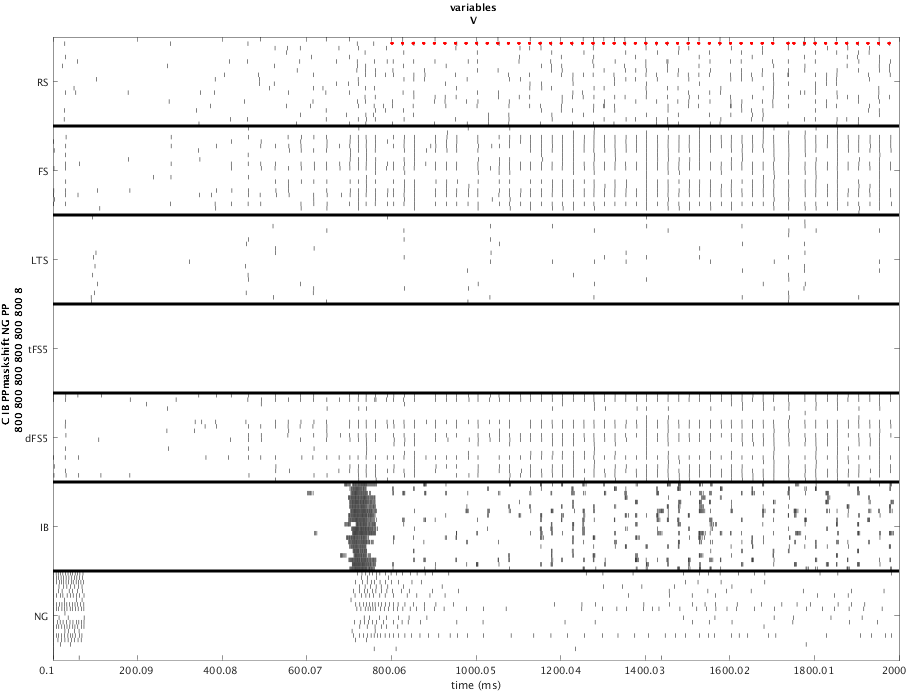 variables
V
RS
FS
LTS
tFS5
dFS5
IB
NG
C IB PPmaskshift NG PP
800 800 800 800 800 800 8
0.1 200.09 400.08 600.07 800.06 1000.05 1200.04 1400.03 1600.02 1800.01 2000
time (ms)